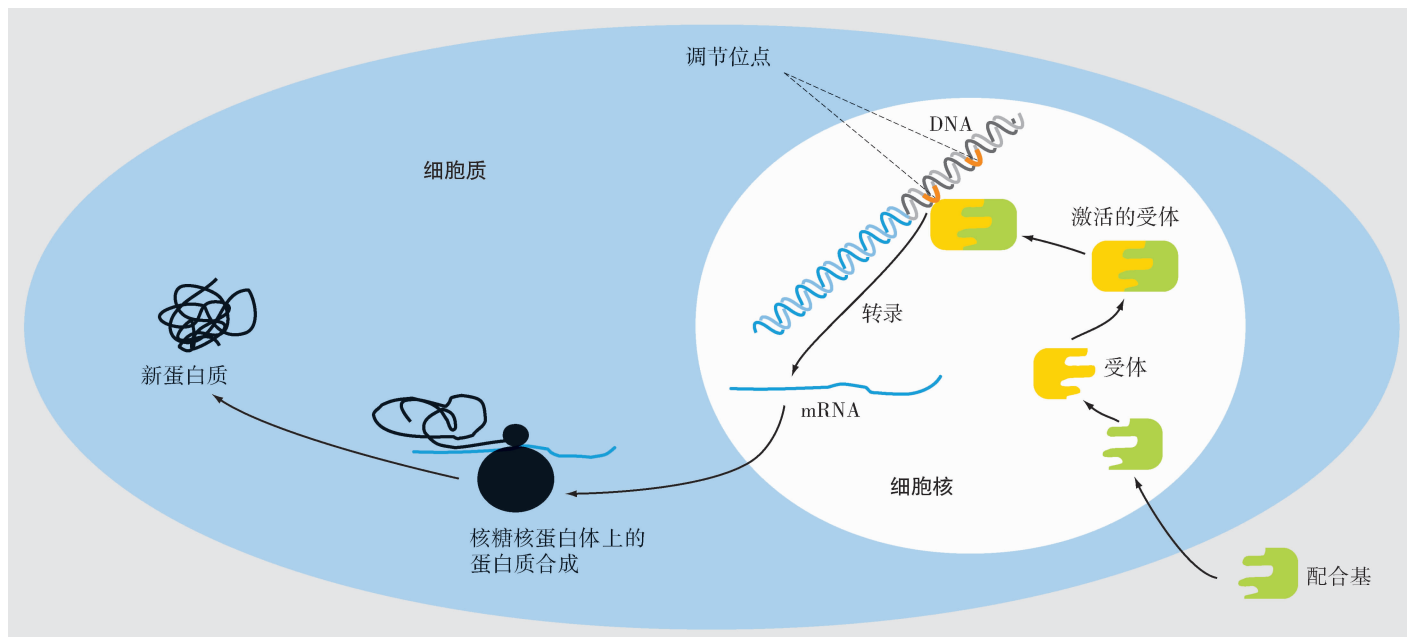 调节位点
DNA
细胞质
激活的受体
转录
受体
新蛋白质
mRNA
细胞核
核糖核蛋白体上的
蛋白质合成
配合基